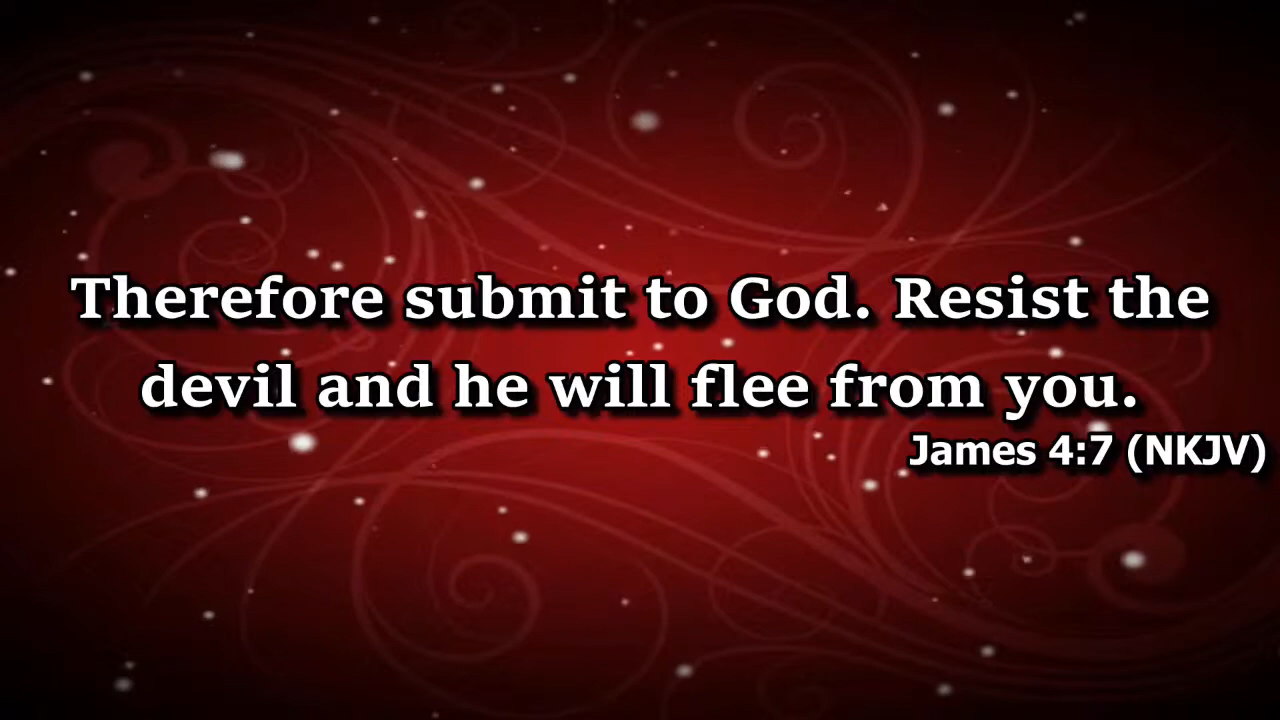 Therefore submit to God. Resist the
devil and he will flee from you.
James 4:7 (NKJV)